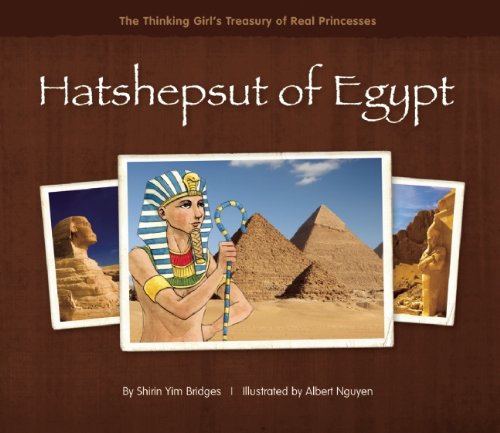 The Thinking Girl's Treasury of Real Princesses
Hatshepsut of Egypt
By Shirin Yim Bridges | Illustrated by Albert Nguyen